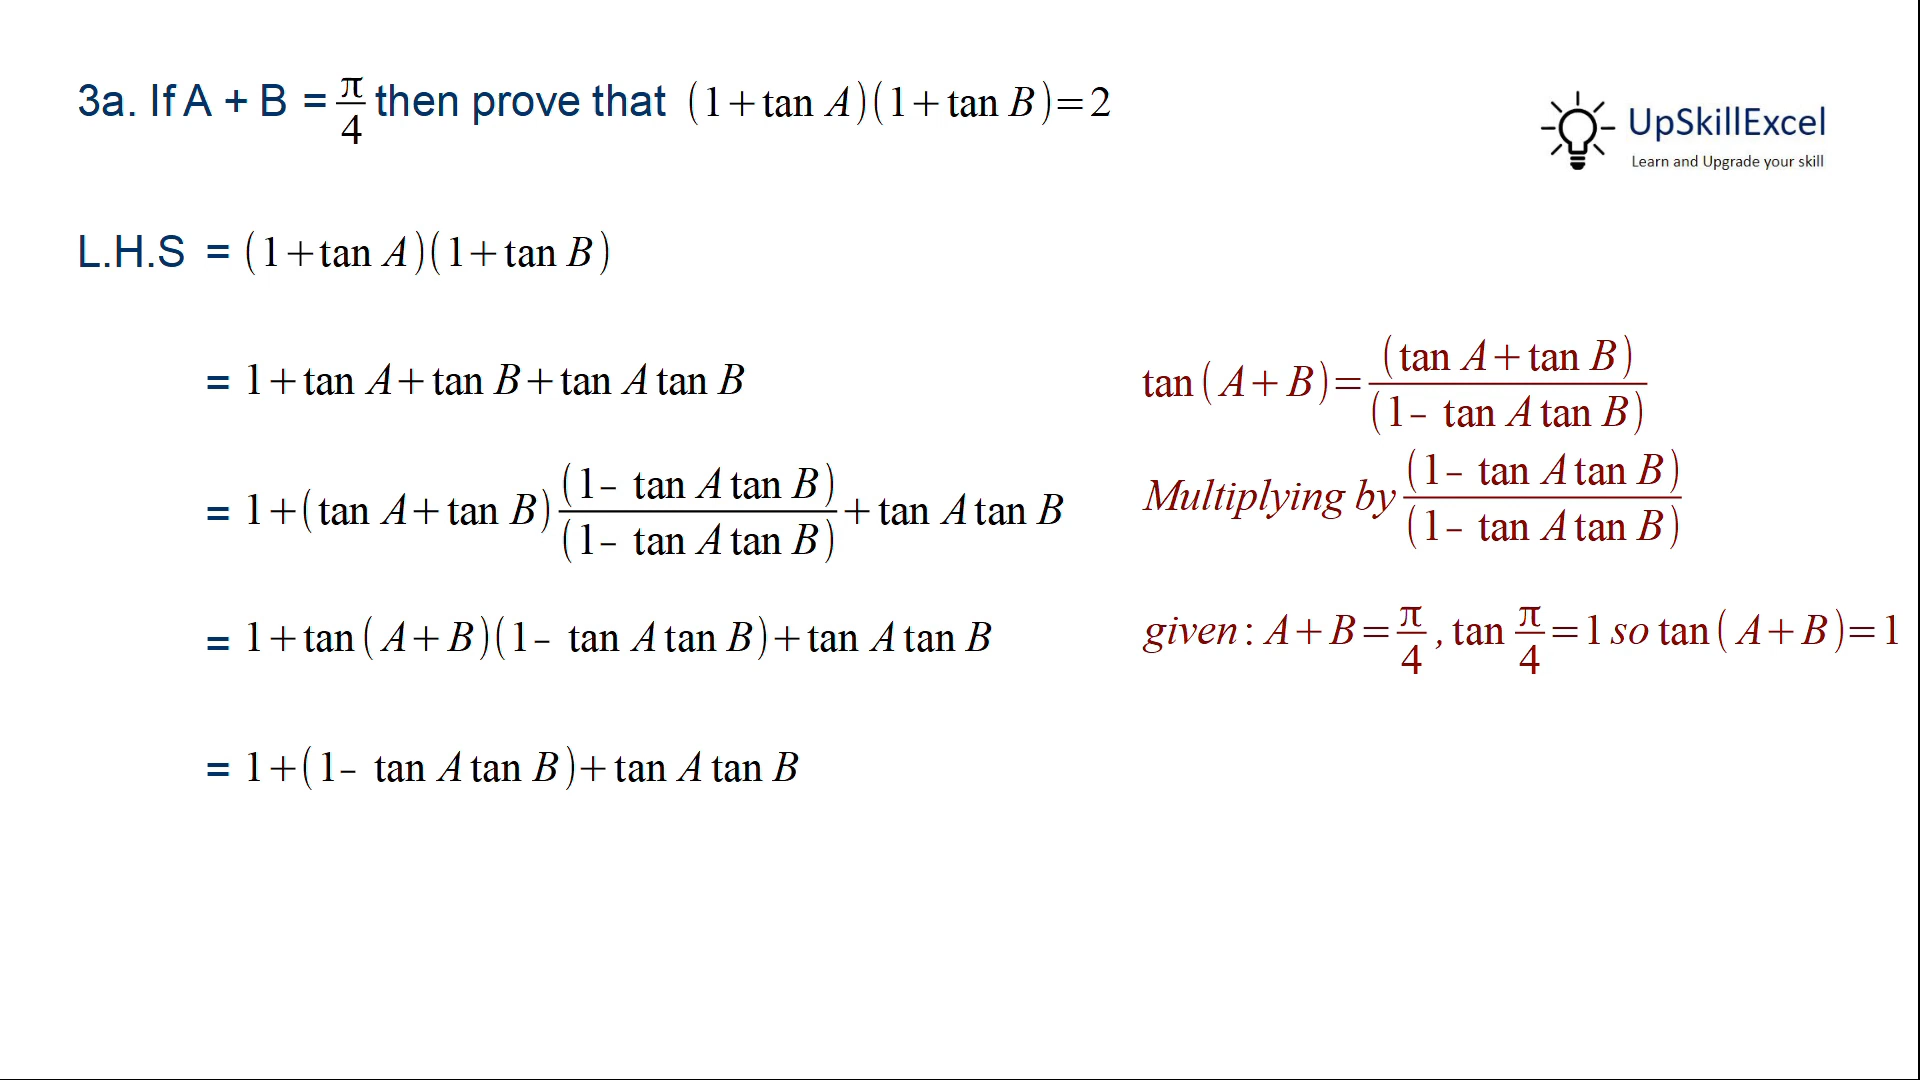 3a. If A + B = π/4 then prove that (1+tan A)(1+tan B)=2
UpSkillExcel
Learn and Upgrade your skill
L.H.S = (1+tan A)(1+tan B)
= 1+tan A+tan B+tan A tan B
tan(A+B)=(tan A+tan B)/(1– tan A tan B)
= 1+(tan A+tan B)(1– tan A tan B)/(1– tan A tan B)+tan A tan B
Multiplying by (1– tan A tan B)/(1– tan A tan B)
= 1+tan(A+B)(1– tan A tan B)+tan A tan B
given: A+B=π/4, tan π/4=1 so tan(A+B)=1
= 1+(1– tan A tan B)+tan A tan B